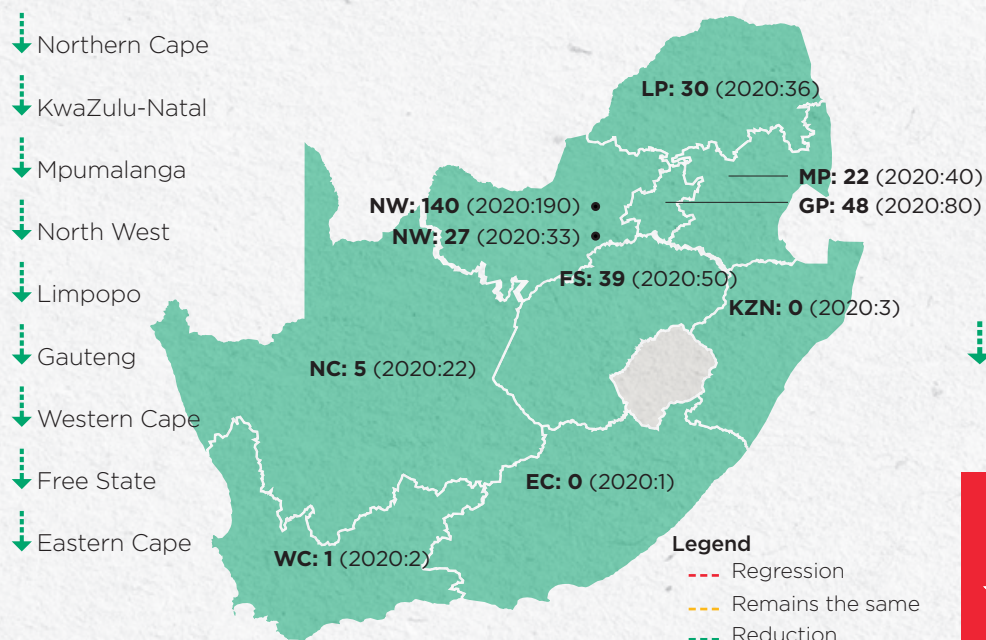 Northern Cape
KwaZulu-Natal
Mpumalanga
North West
Limpopo
Gauteng
Western Cape
Free State
Eastern Cape
LP: 30 (2020:36)
MP: 22 (2020:40)
GP: 48 (2020:80)
NW: 140 (2020:190)
NW: 27 (2020:33)
FS: 39 (2020:50)
KZN: 0 (2020:3)
NC: 5 (2020:22)
EC: 0 (2020:1)
WC: 1 (2020:2)
Legend
Regression
Remains the same
Reduction